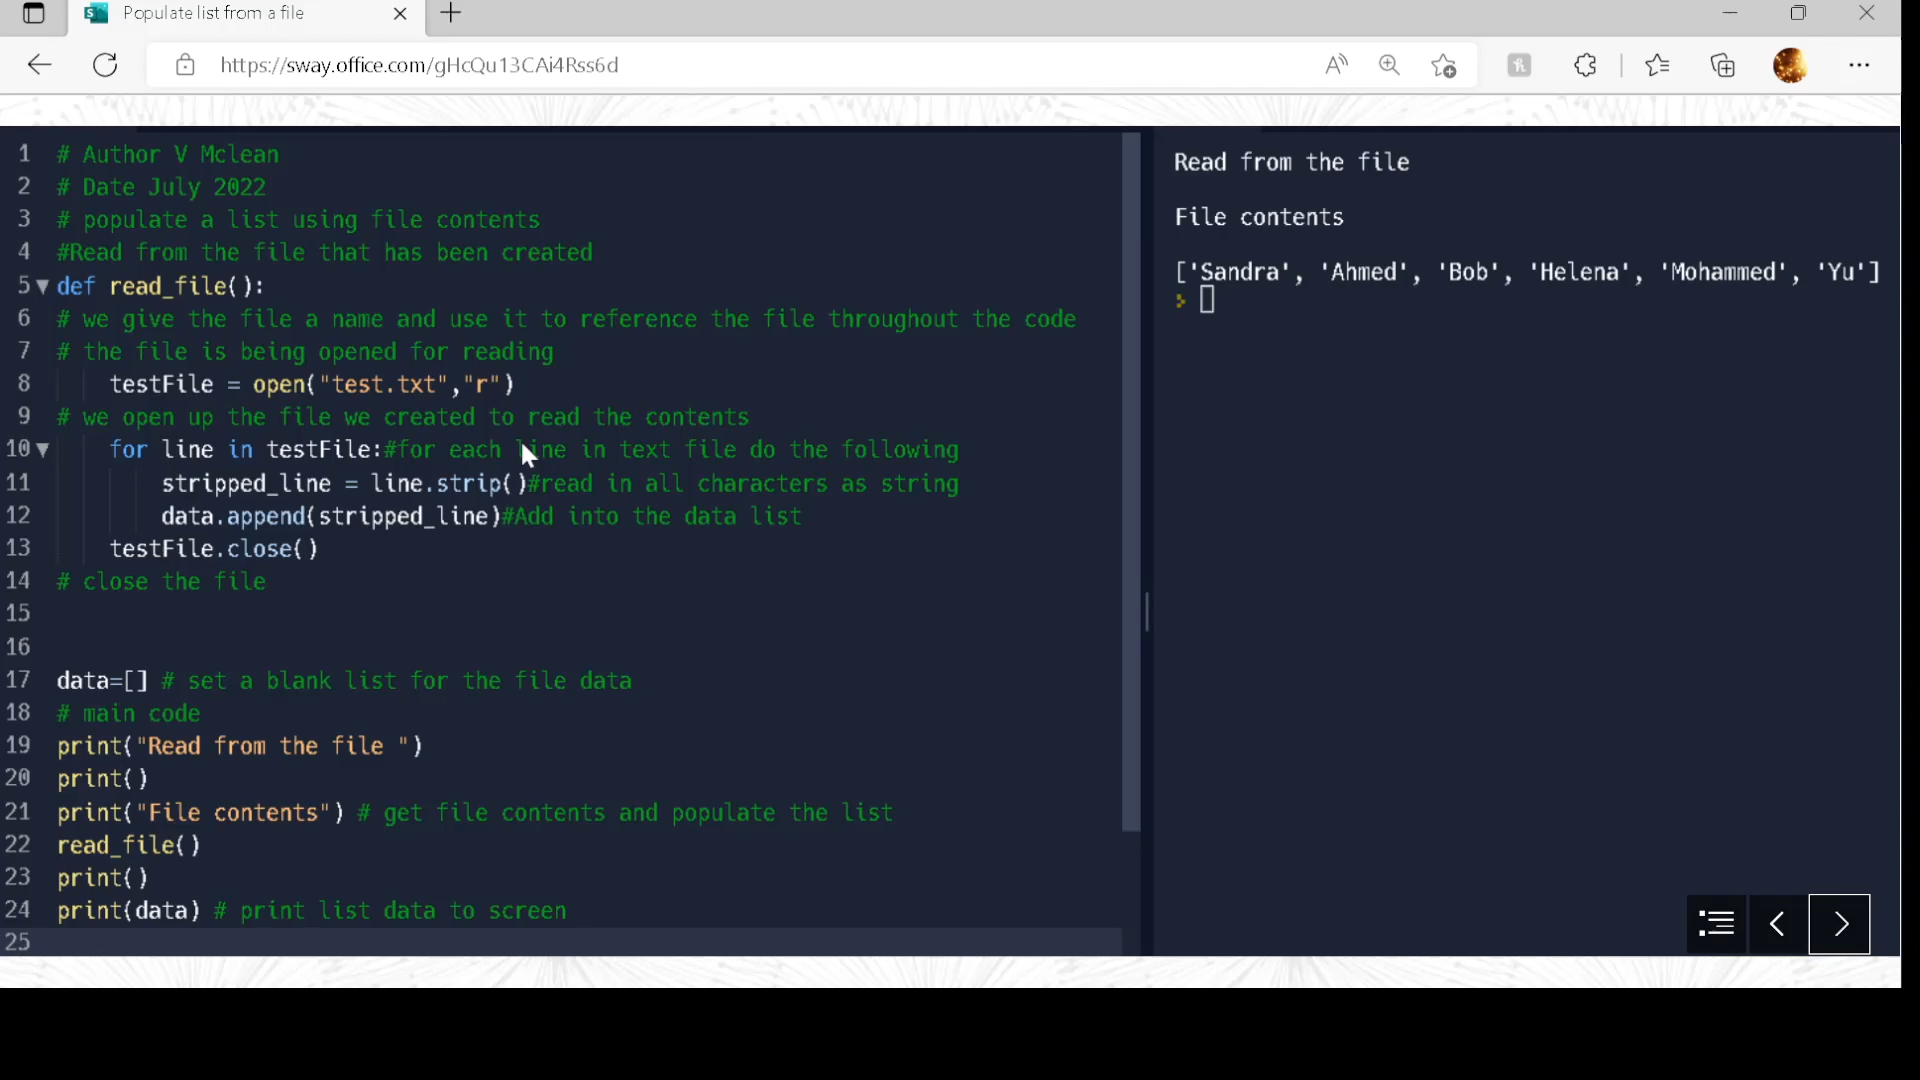 Populate list from a file
https://sway.office.com/gHcQu13CAi4Rss6d
1 # Author V Mclean
2 # Date July 2022
3 # populate a list using file contents
4 #Read from the file that has been created
5 def read_file():
6 # we give the file a name and use it to reference the file throughout the code
7 # the file is being opened for reading
8 testFile = open("test.txt","r")
9 # we open up the file we created to read the contents
10 for line in testFile:#for each line in text file do the following
11 stripped_line = line.strip()#read in all characters as string
12 data.append(stripped_line)#Add into the data list
13 testFile.close()
14 # close the file
15
16
17 data=[] # set a blank list for the file data
18 # main code
19 print("Read from the file ")
20 print()
21 print("File contents") # get file contents and populate the list
22 read_file()
23 print()
24 print(data) # print list data to screen
25
Read from the file
File contents
['Sandra', 'Ahmed', 'Bob', 'Helena', 'Mohammed', 'Yu']